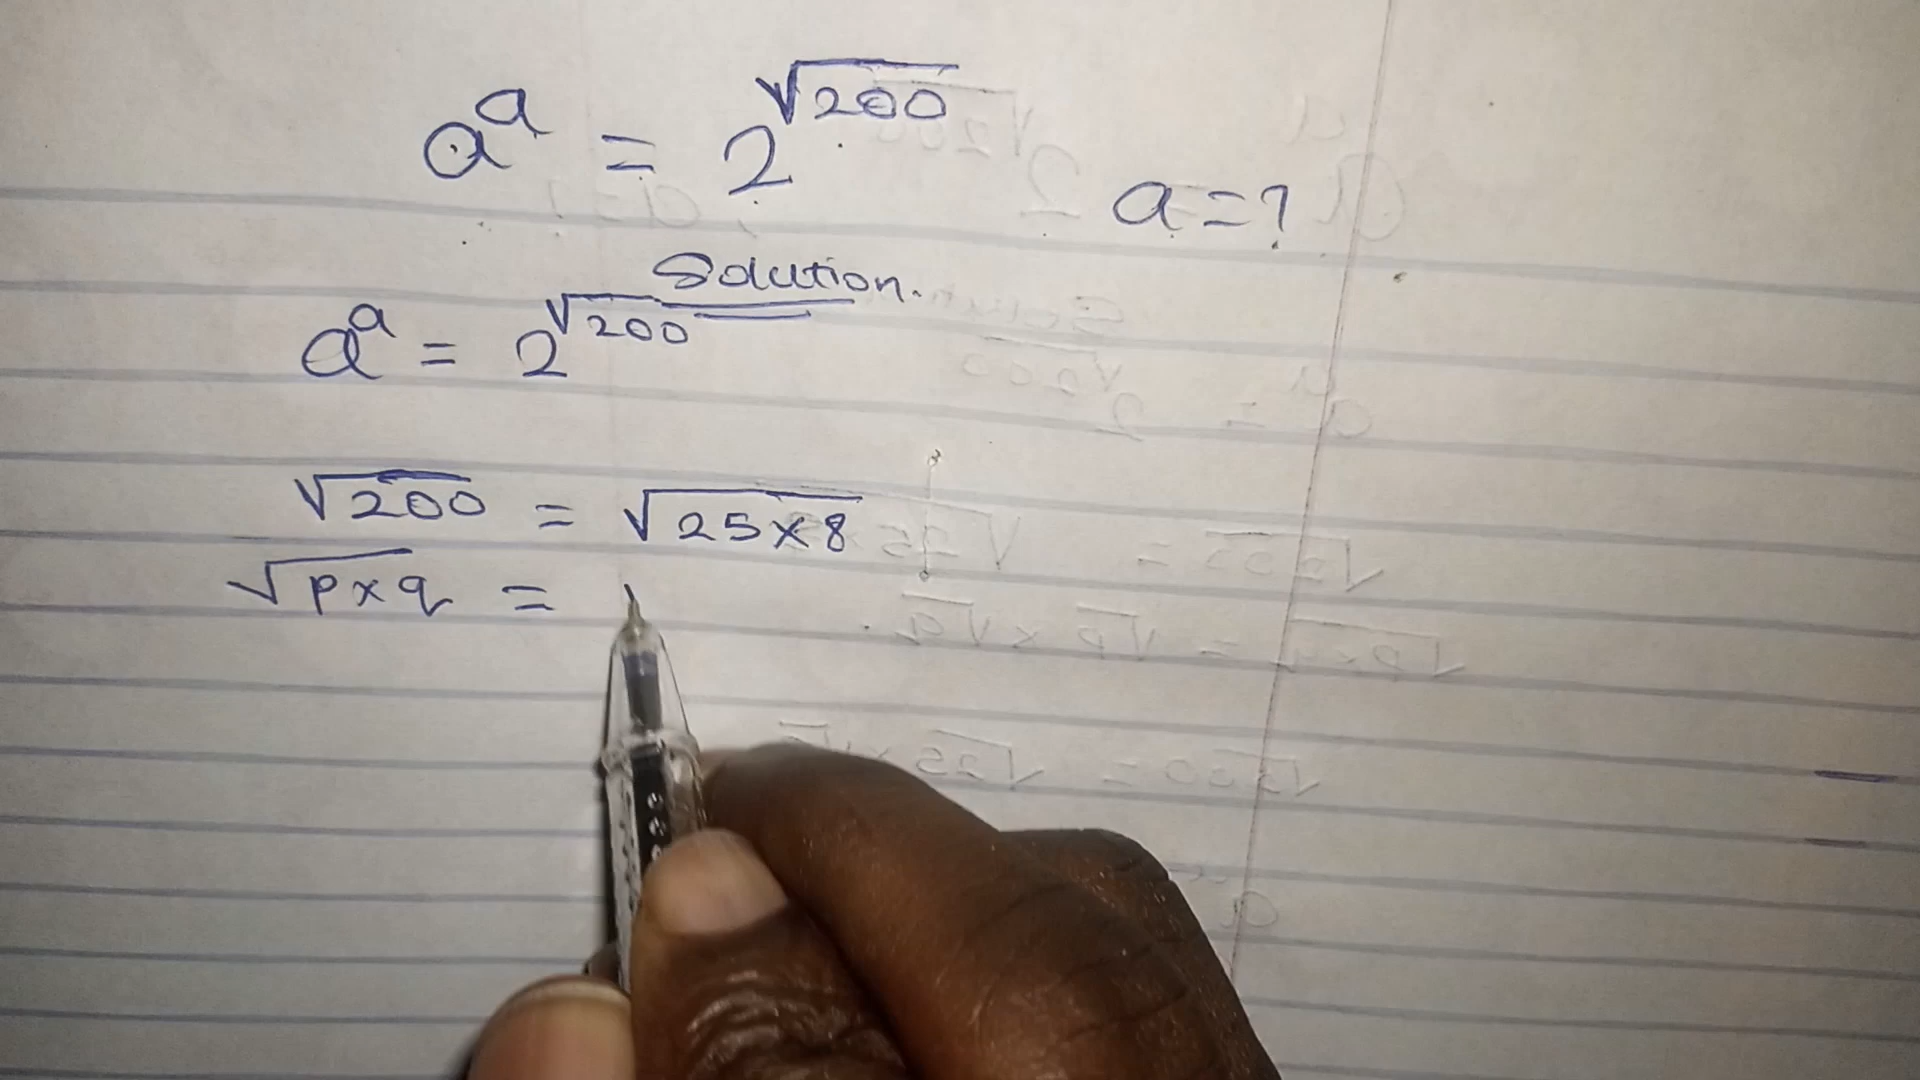 a^a = 2^√200
a = ?
Solution.
a^a = 2^√200
√200 = √25×8
√p×q =